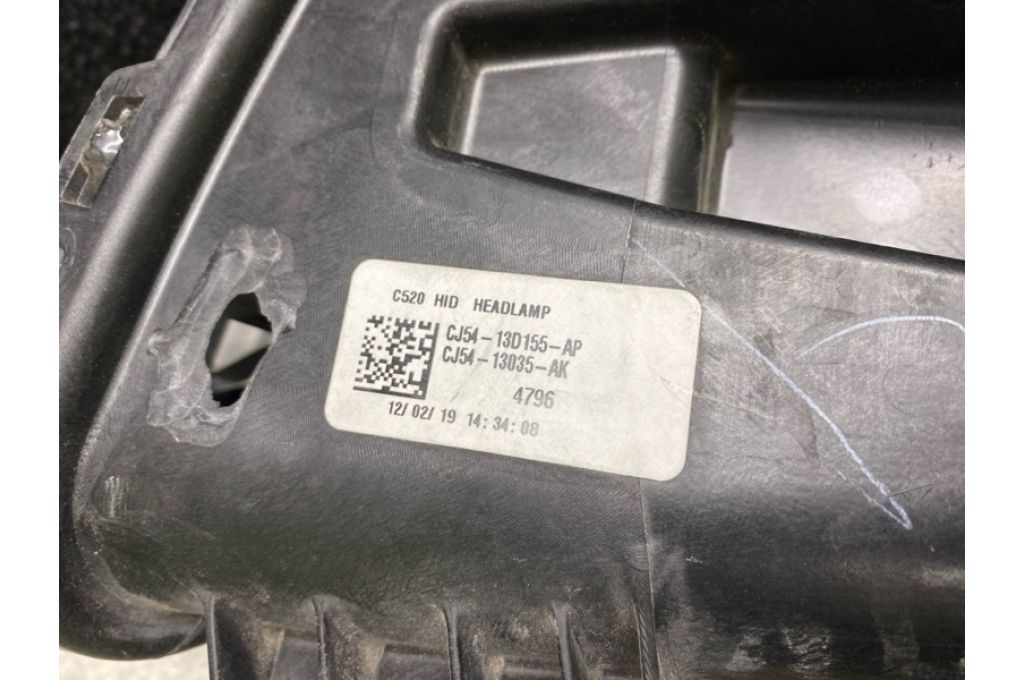 C520 HID HEADLAMP
CJ54-13D155-AP
CJ54-13035-AK
4796
12/02/19 14:34:08